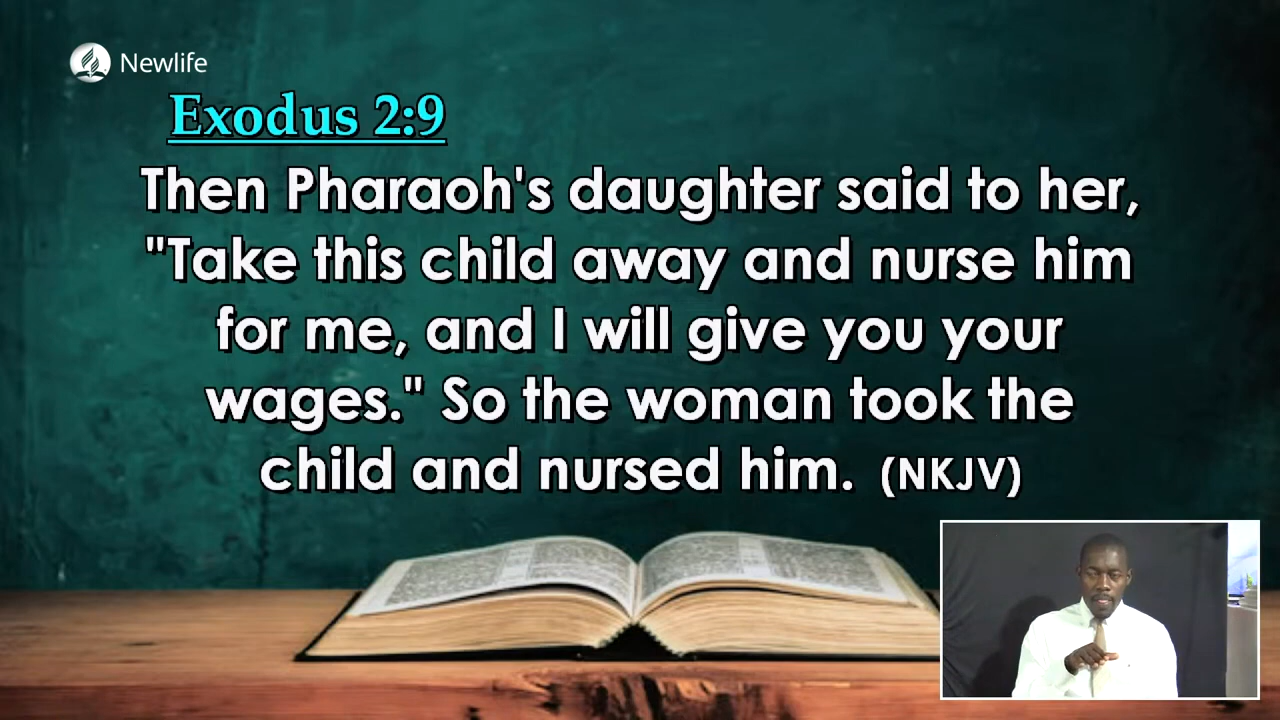 Newlife
Exodus 2:9
Then Pharaoh's daughter said to her,
"Take this child away and nurse him
for me, and I will give you your
wages." So the woman took the
child and nursed him. (NKJV)